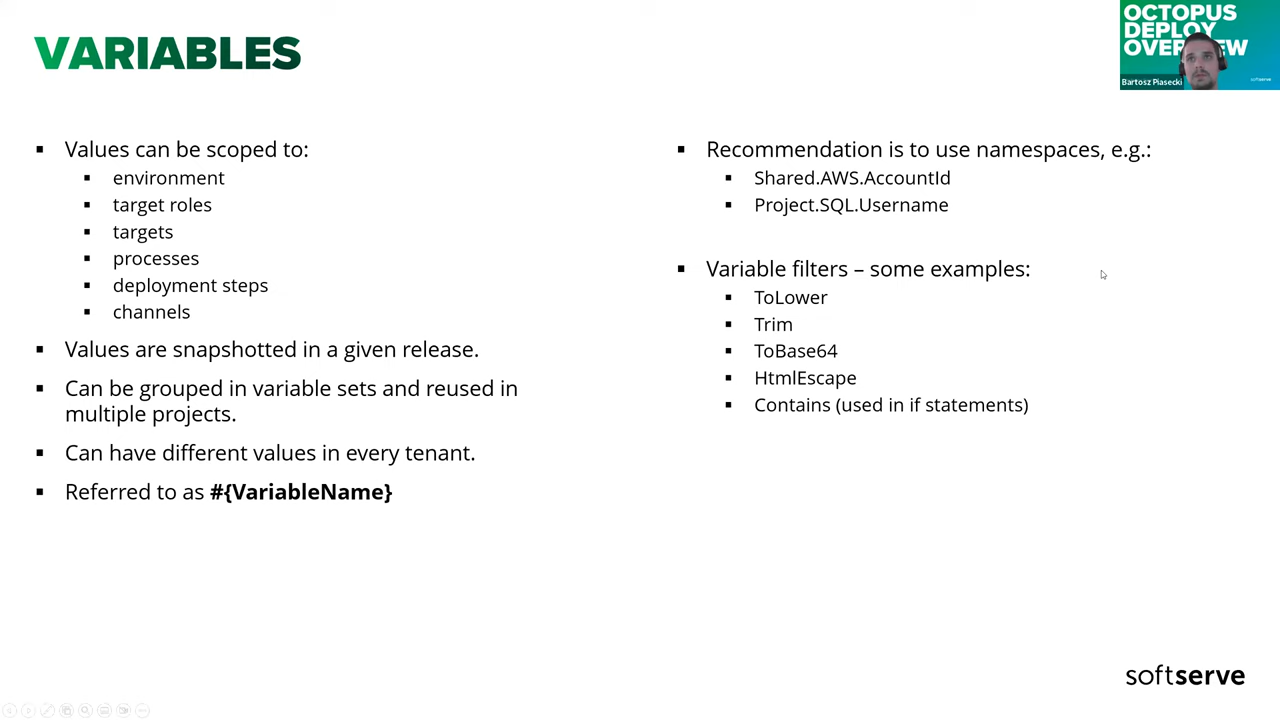 VARIABLES
OCTOPUS
DEPLOY
OVERVIEW
Bartosz Piasecki
softserve
Values can be scoped to:
environment
target roles
targets
processes
deployment steps
channels
Values are snapshotted in a given release.
Can be grouped in variable sets and reused in
multiple projects.
Can have different values in every tenant.
Referred to as #{VariableName}
Recommendation is to use namespaces, e.g.:
Shared.AWS.AccountId
Project.SQL.Username
Variable filters – some examples:
ToLower
Trim
ToBase64
HtmlEscape
Contains (used in if statements)
softserve